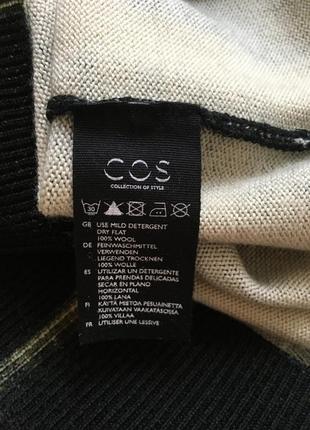 COS
COLLECTION OF STYLE
30
GB USE MILD DETERGENT
DRY FLAT
100% WOOL
DE FEINWASCHMITTEL
VERWENDEN
LIEGEND TROCKNEN
100% WOLLE
ES UTILIZAR UN DETERGENTE
PARA PRENDAS DELICADAS
SECAR EN PLANO
HORIZONTAL
100% LANA
FI KÄYTÄ MIETOA PESUAINETTA
KUIVATAAN VAAKATASOSSA
100% VILLAA
FR UTILISER UNE LESSIVE